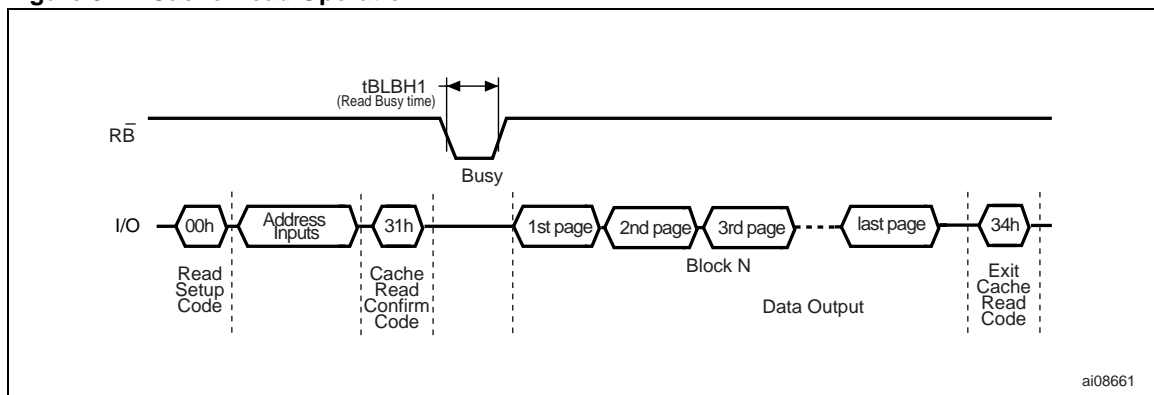 tBLBH1
(Read Busy time)
RB̅
Busy
I/O
00h
Address
Inputs
31h
1st page
2nd page
3rd page
last page
34h
Read
Setup
Code
Cache
Read
Confirm
Code
Block N
Data Output
Exit
Cache
Read
Code
ai08661